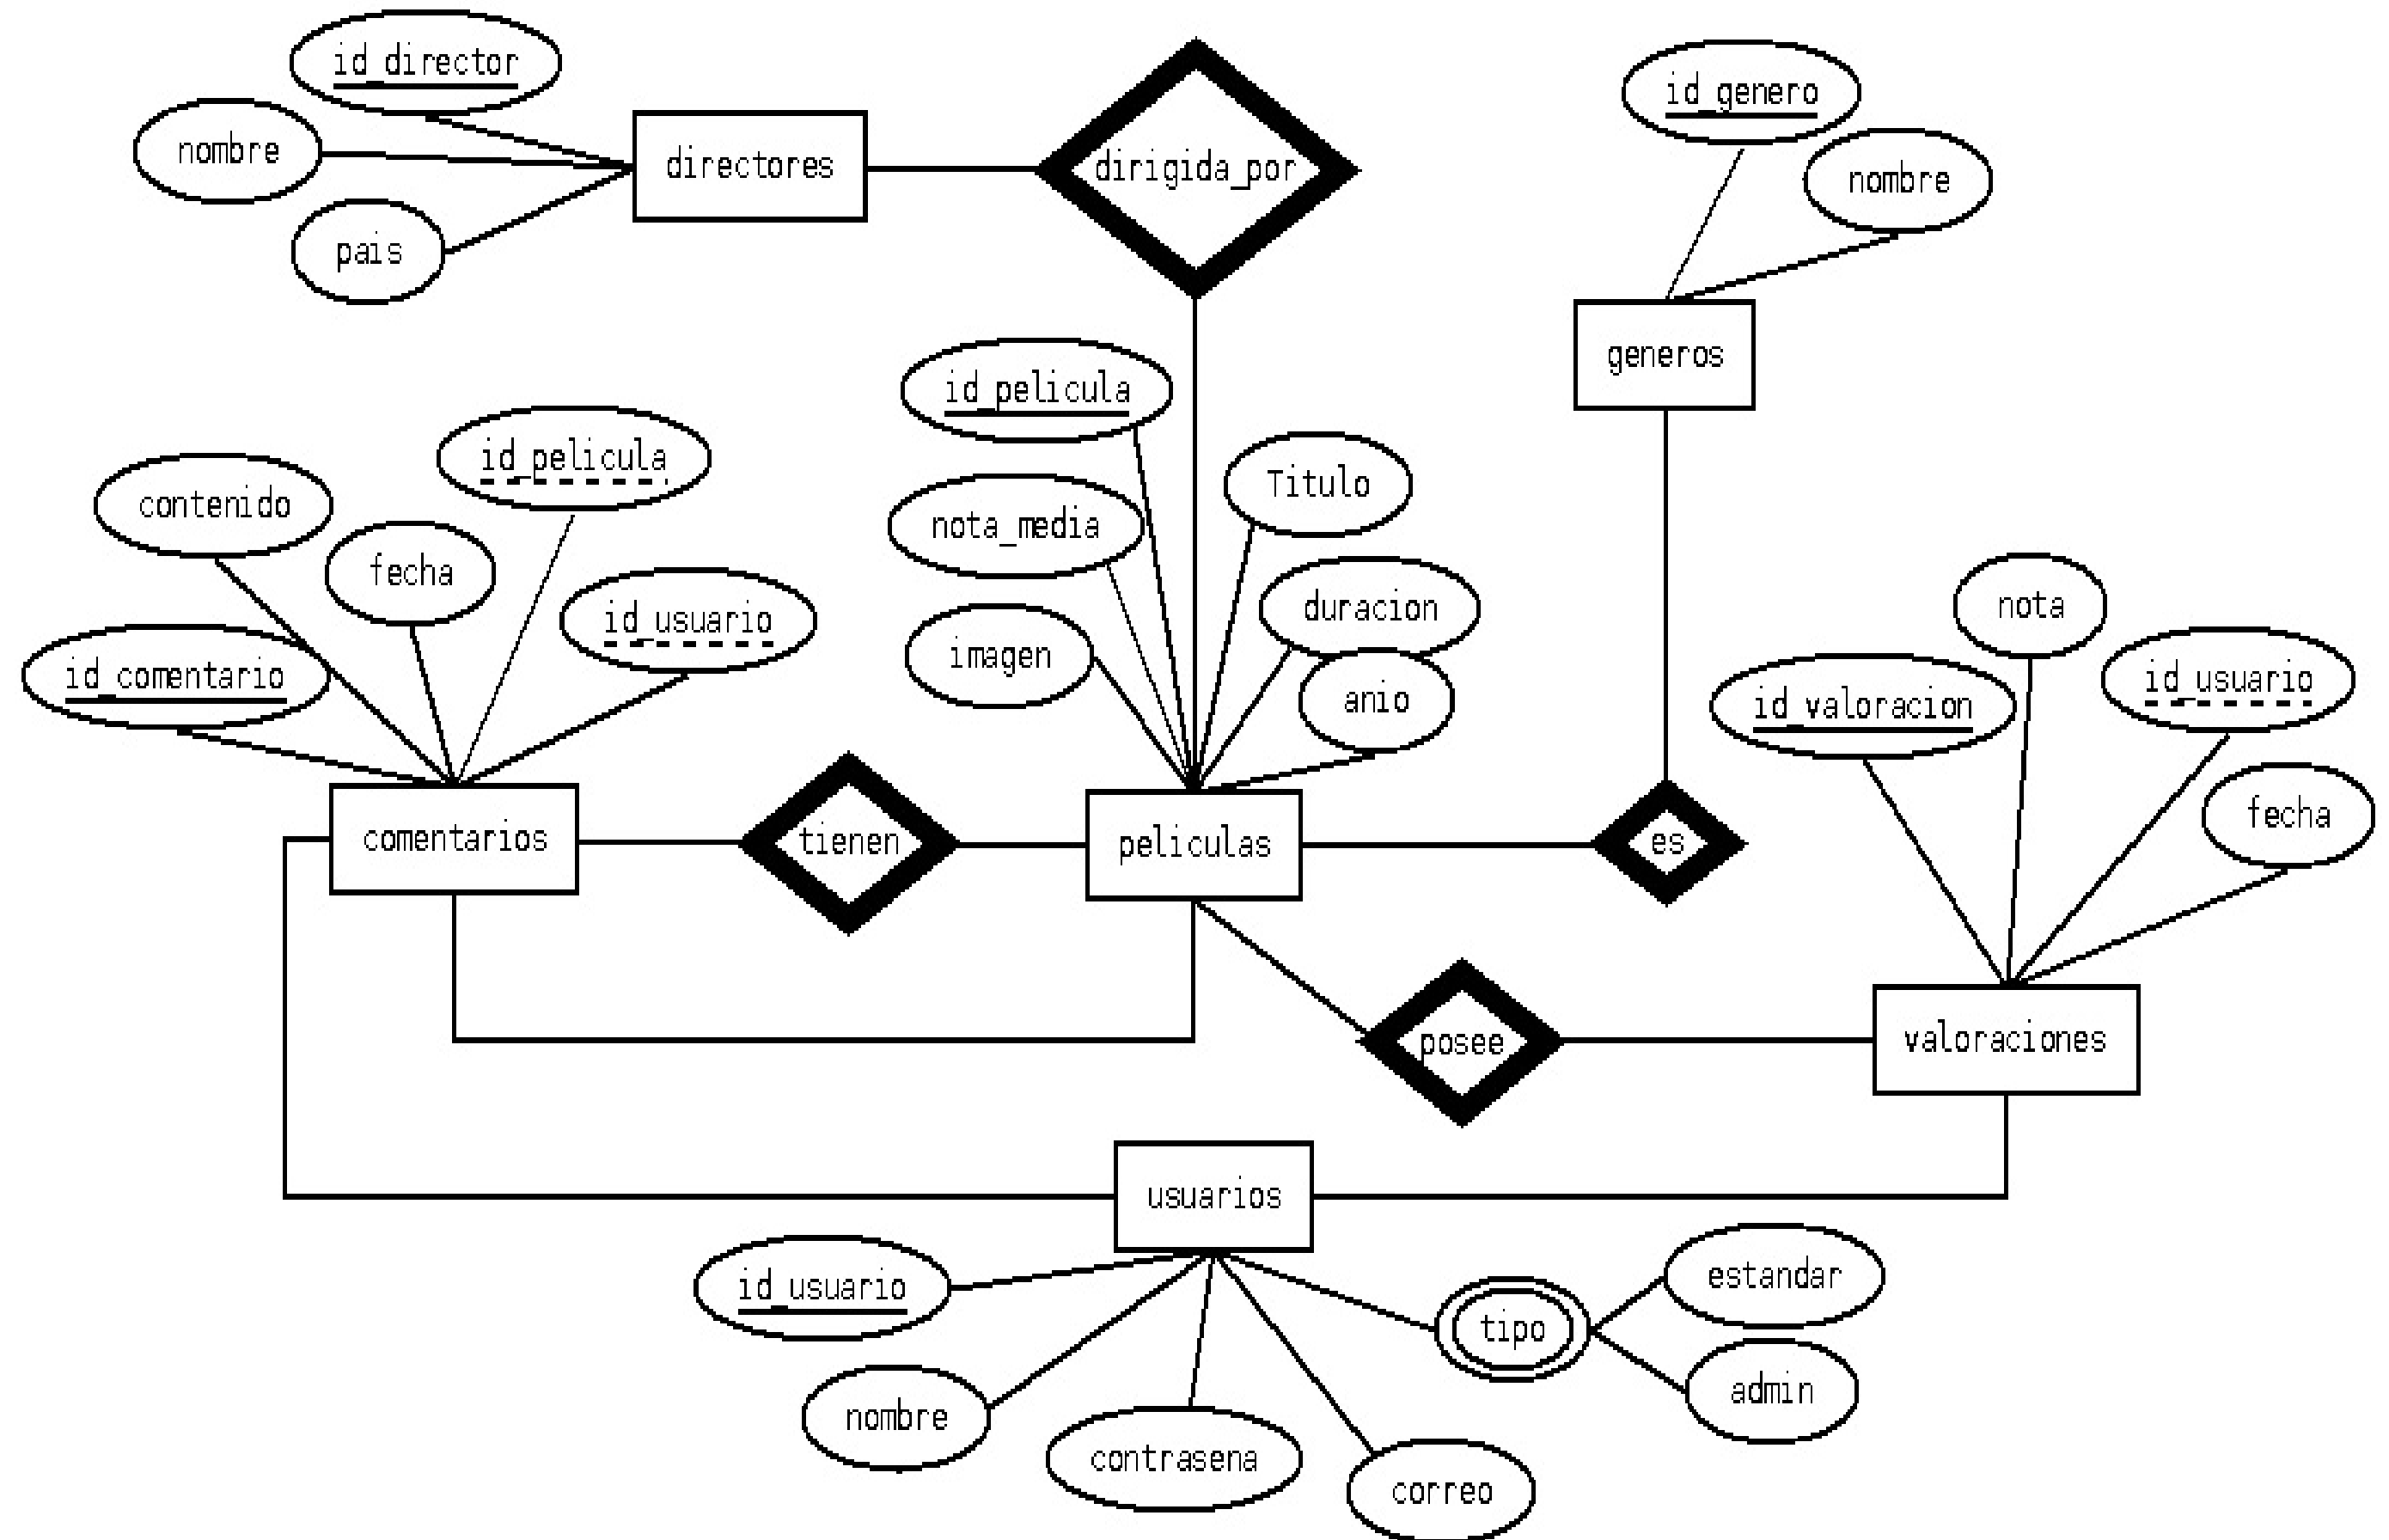 id_director
nombre
pais
directores
dirigida_por
id_genero
nombre
generos
id_pelicula
nota_media
imagen
Titulo
duracion
anio
contenido
fecha
id_pelicula
id_usuario
id_comentario
comentarios
tienen
peliculas
es
nota
id_valoracion
id_usuario
fecha
posee
valoraciones
usuarios
id_usuario
nombre
contrasena
correo
tipo
estandar
admin